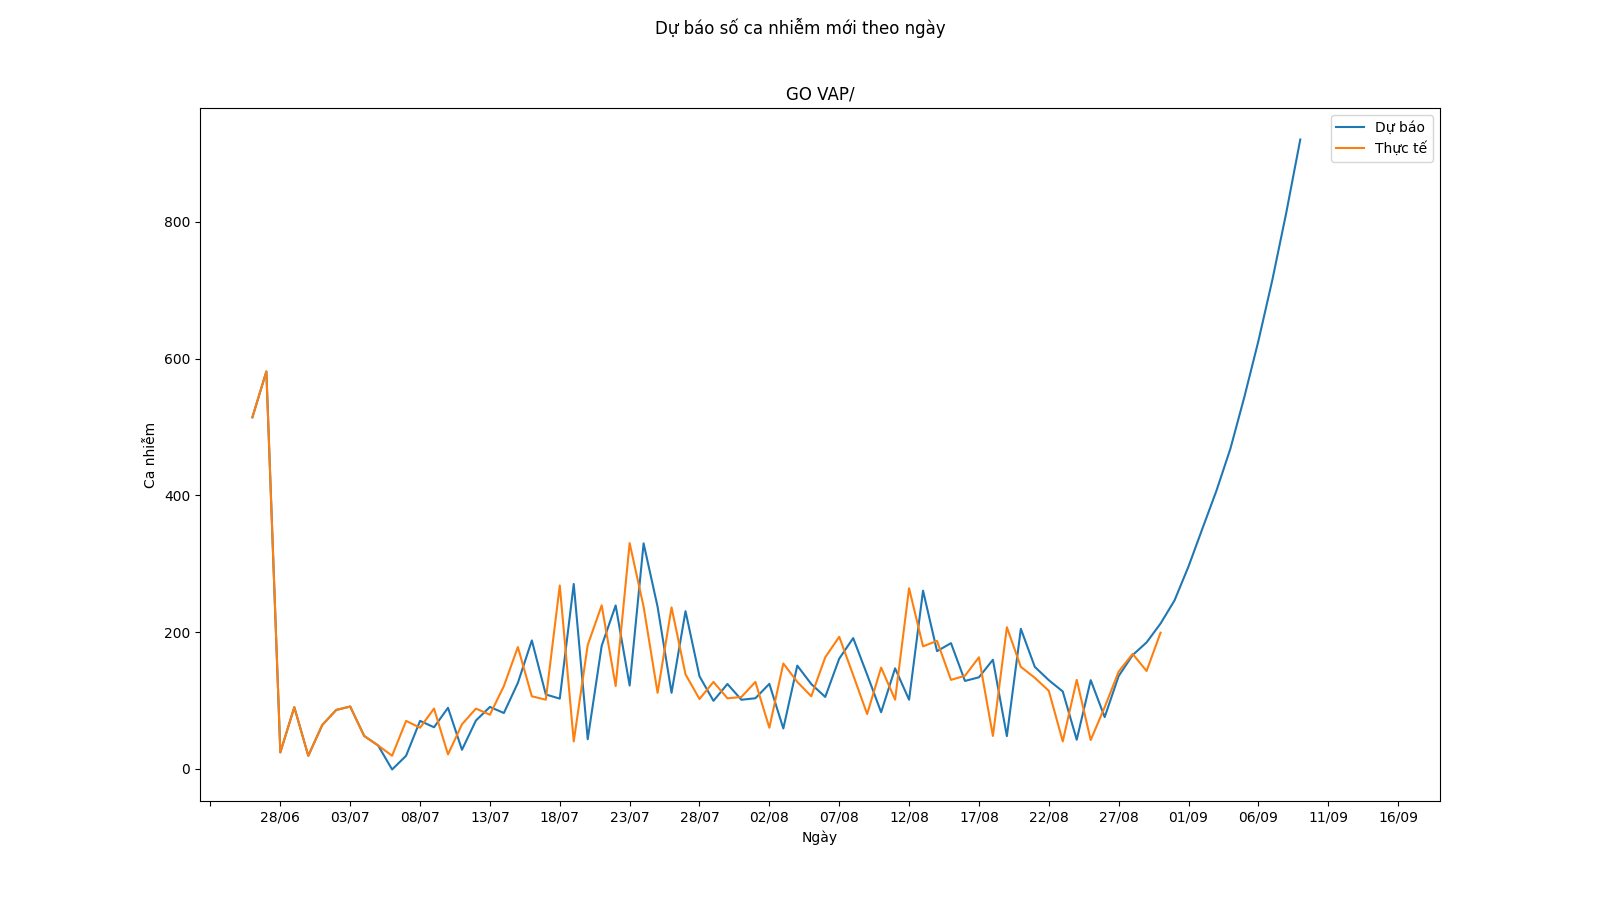 Dự báo số ca nhiễm mới theo ngày
GO VAP/
Dự báo
Thực tế
800
600
400
200
0
Ca nhiễm
28/06 03/07 08/07 13/07 18/07 23/07 28/07 02/08 07/08 12/08 17/08 22/08 27/08 01/09 06/09 11/09 16/09
Ngày